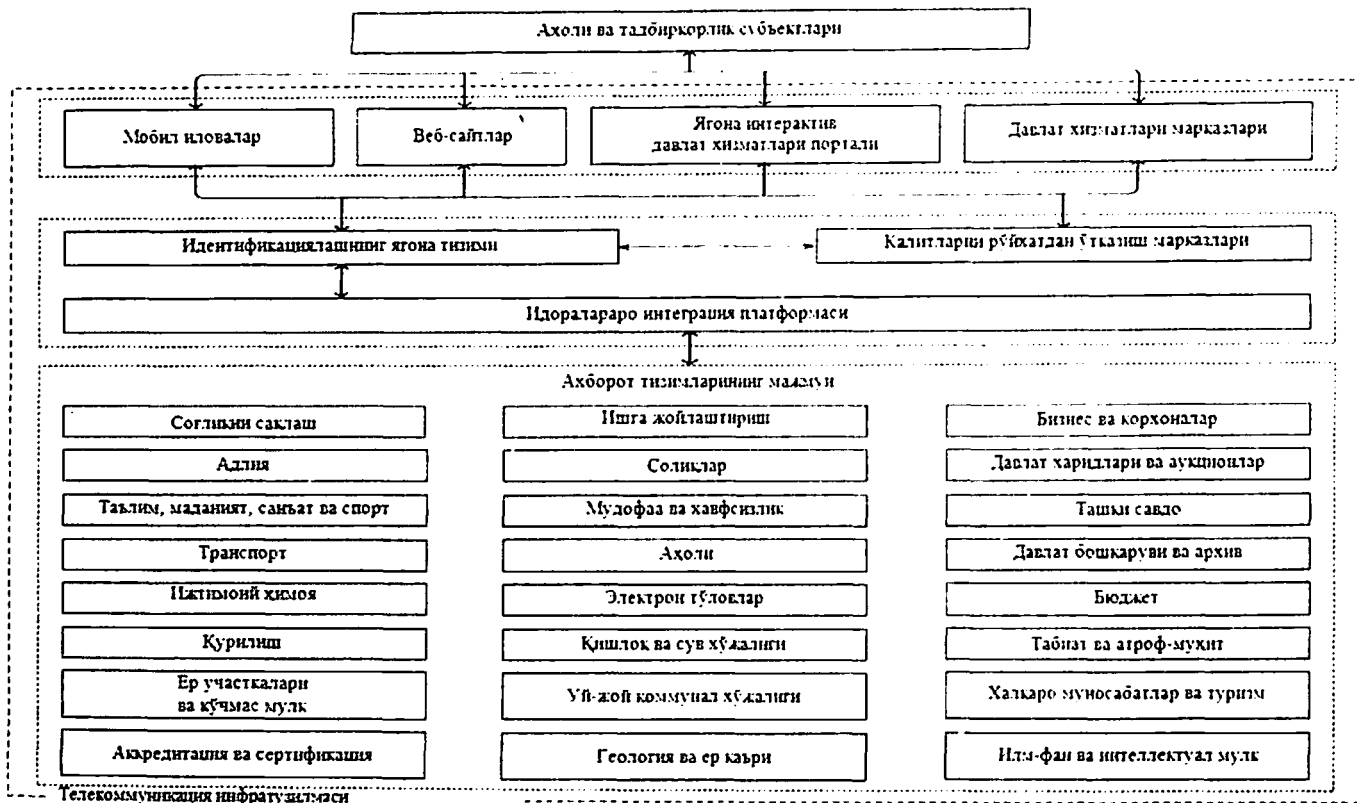 Аҳоли ва тадбиркорлик субъектлари
Мобил иловалар
Веб-сайтлар
Ягона интерактив
давлат хизматлари портали
Давлат хизматлари марказлари
Идентификациялашнинг ягона тизими
Калитларни рўйхатдан ўтказиш марказлари
Идоралараро интеграция платформаси
Ахборот тизимларининг мажмуи
Соғлиқни сақлаш
Ишга жойлаштириш
Бизнес ва корхоналар
Адлия
Солиқлар
Давлат харидлари ва аукционлар
Таълим, маданият, санъат ва спорт
Мудофаа ва хавфсизлик
Ташқи савдо
Транспорт
Аҳоли
Давлат бошқаруви ва архив
Ижтимоий ҳимоя
Электрон тўловлар
Бюджет
Қурилиш
Қишлоқ ва сув хўжалиги
Табиат ва атроф-муҳит
Ер участкалари
ва кўчмас мулк
Уй-жой коммунал хўжалиги
Халқаро муносабатлар ва туризм
Аккредитация ва сертификация
Геология ва ер қаъри
Илм-фан ва интеллектуал мулк
Телекоммуникация инфратузилмаси